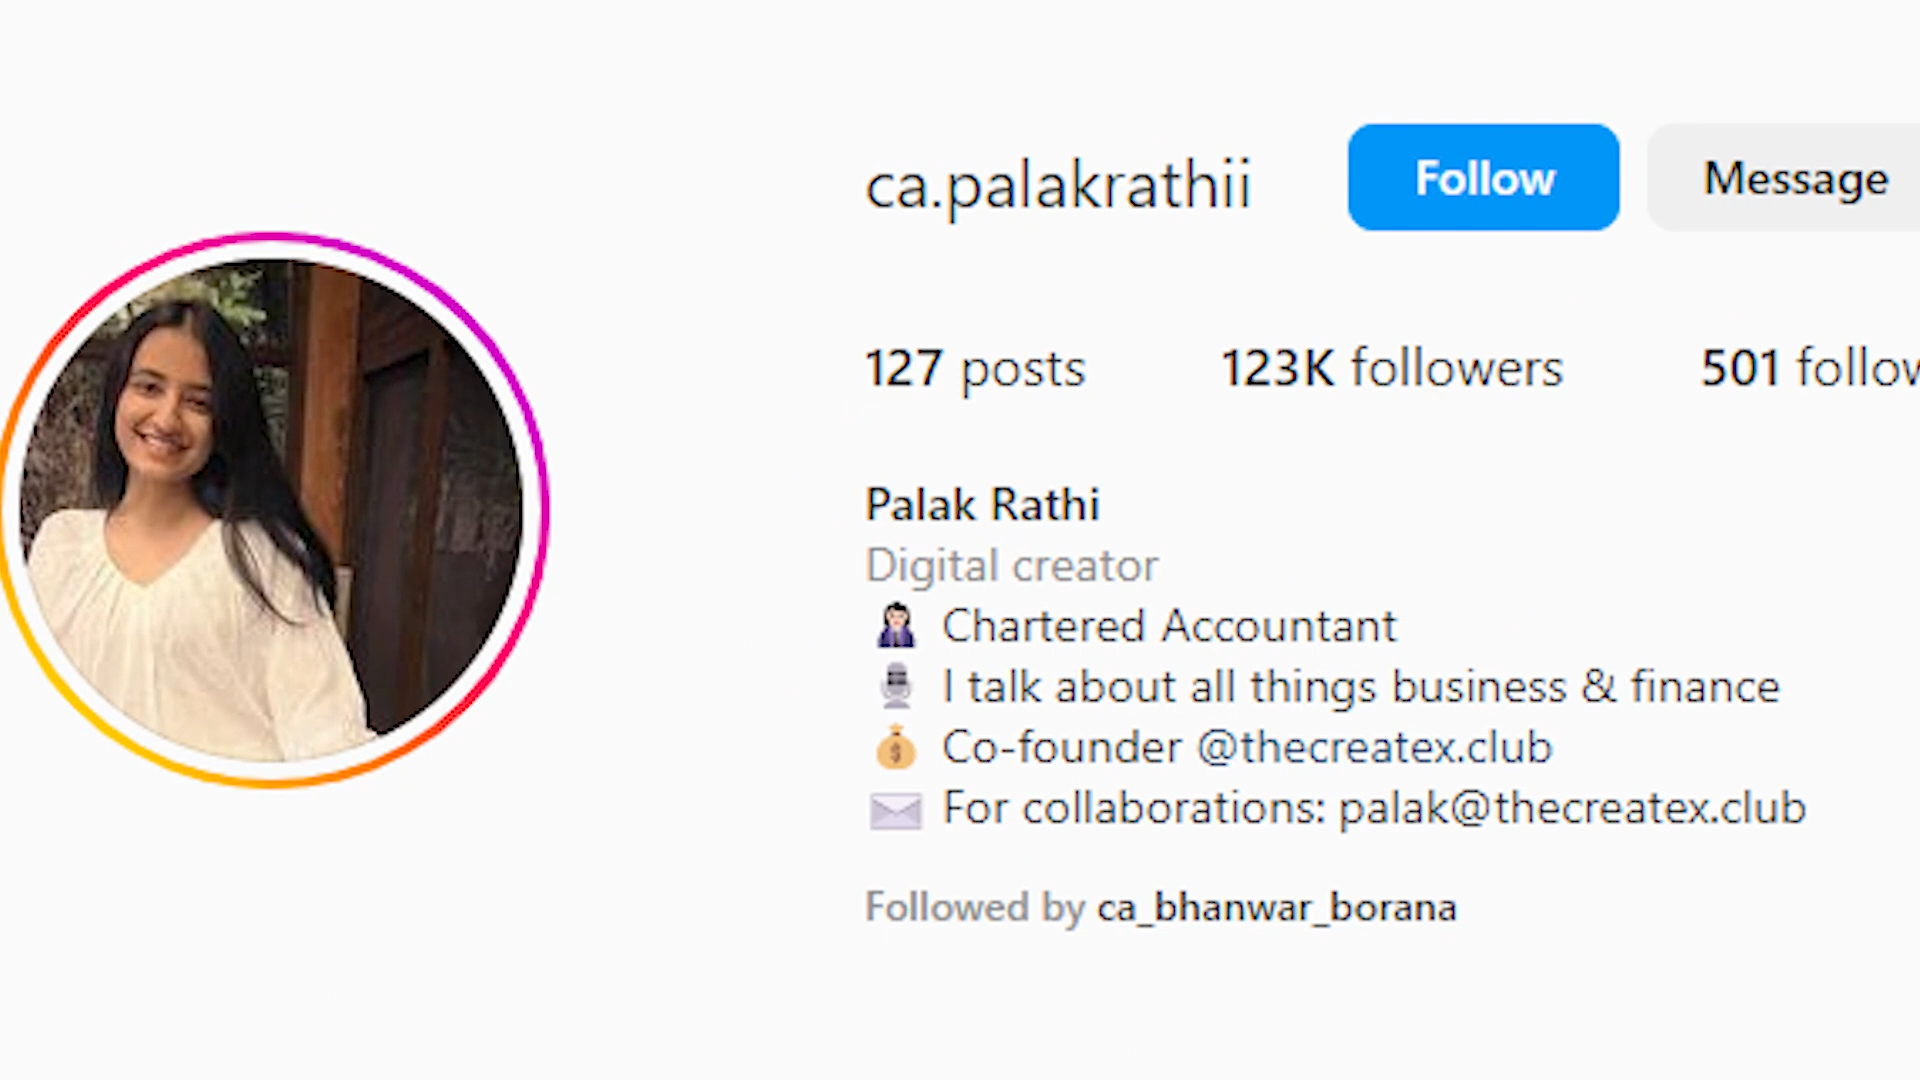 ca.palakrathii Follow Message
127 posts 123K followers 501 follow
Palak Rathi
Digital creator
Chartered Accountant
I talk about all things business & finance
Co-founder @thecreatex.club
For collaborations: palak@thecreatex.club
Followed by ca_bhanwar_borana